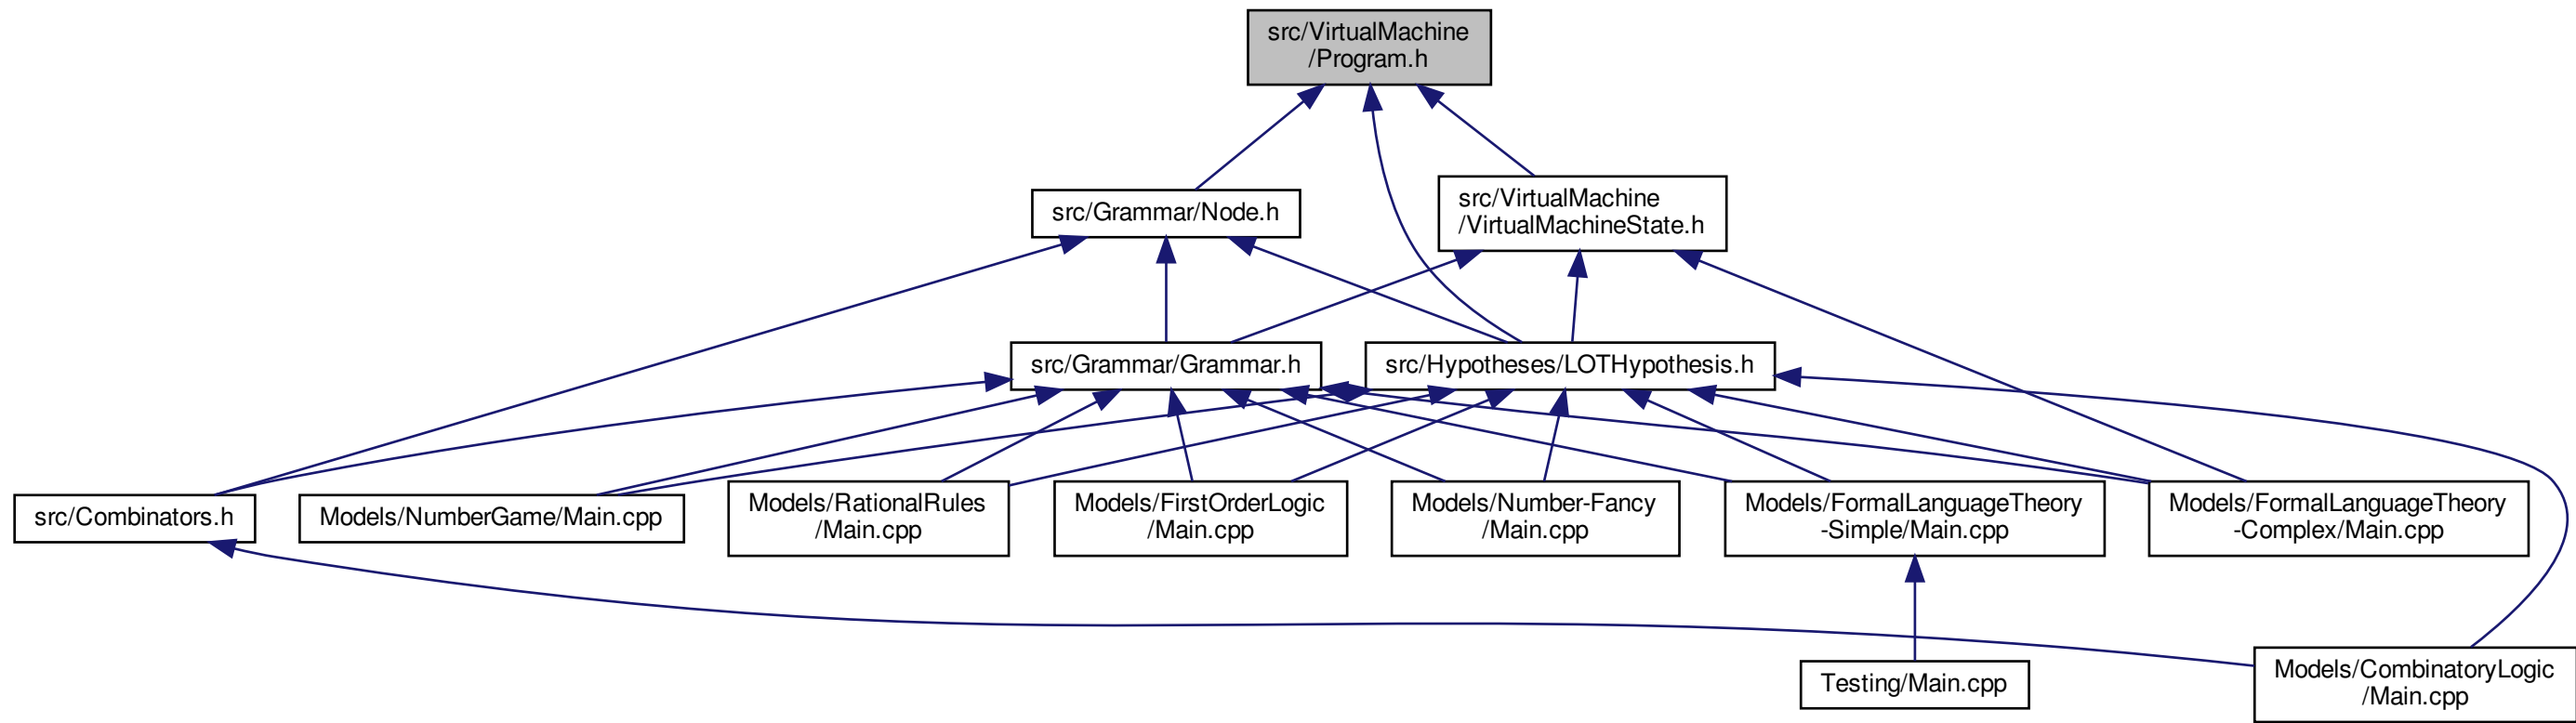 src/VirtualMachine
/Program.h
src/Grammar/Node.h
src/VirtualMachine
/VirtualMachineState.h
src/Grammar/Grammar.h
src/Hypotheses/LOTHypothesis.h
src/Combinators.h
Models/NumberGame/Main.cpp
Models/RationalRules
/Main.cpp
Models/FirstOrderLogic
/Main.cpp
Models/Number-Fancy
/Main.cpp
Models/FormalLanguageTheory
-Simple/Main.cpp
Models/FormalLanguageTheory
-Complex/Main.cpp
Testing/Main.cpp
Models/CombinatoryLogic
/Main.cpp